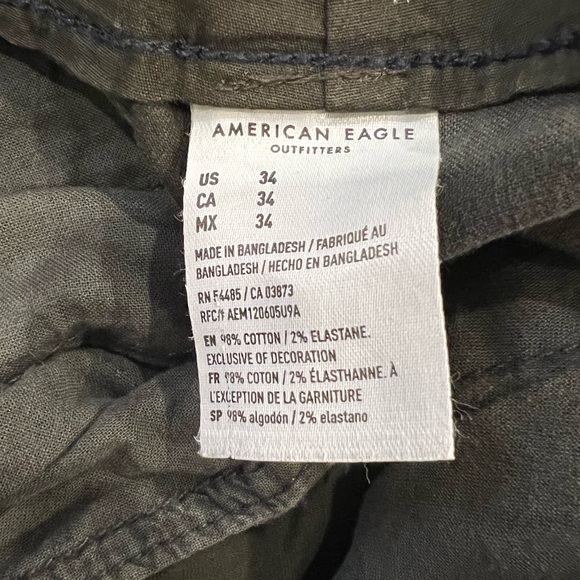 AMERICAN EAGLE
OUTFITTERS
US 34
CA 34
MX 34
MADE IN BANGLADESH / FABRIQUÉ AU
BANGLADESH / HECHO EN BANGLADESH
RN 54485 / CA 03873
RFC# AEM120605U9A
EN 98% COTTON / 2% ELASTANE.
EXCLUSIVE OF DECORATION
FR 98% COTON / 2% ÉLASTHANNE. À
L'EXCEPTION DE LA GARNITURE
SP 98% algodón / 2% elastano